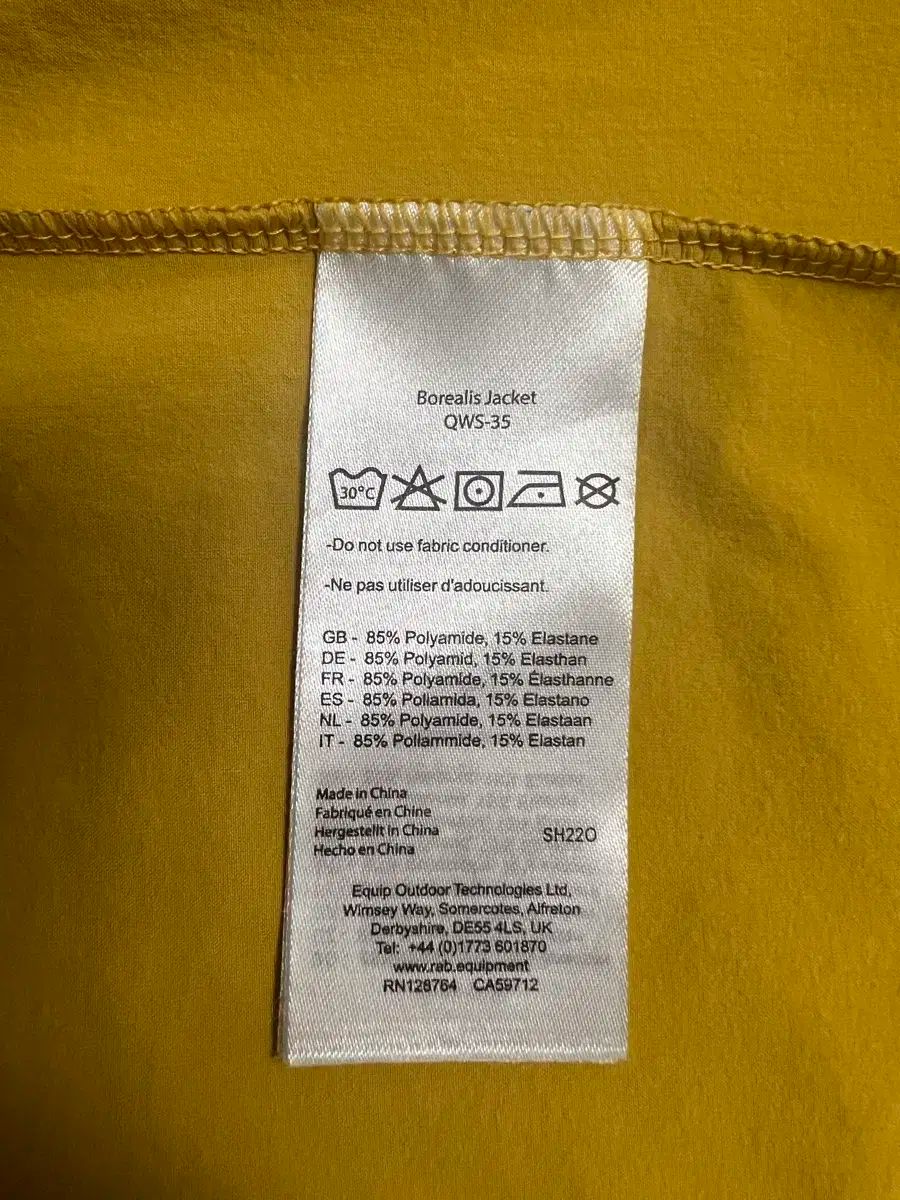 Borealis Jacket
QWS-35
30°C
-Do not use fabric conditioner.
-Ne pas utiliser d'adoucissant.
GB - 85% Polyamide, 15% Elastane
DE - 85% Polyamid, 15% Elasthan
FR - 85% Polyamide, 15% Élasthanne
ES - 85% Poliamida, 15% Elastano
NL - 85% Polyamide, 15% Elastaan
IT - 85% Poliammide, 15% Elastan
Made in China
Fabriqué en Chine
Hergestellt in China SH22O
Hecho en China
Equip Outdoor Technologies Ltd,
Wimsey Way, Somercotes, Alfreton
Derbyshire, DE55 4LS, UK
Tel: +44 (0)1773 601870
www.rab.equipment
RN128764 CA59712